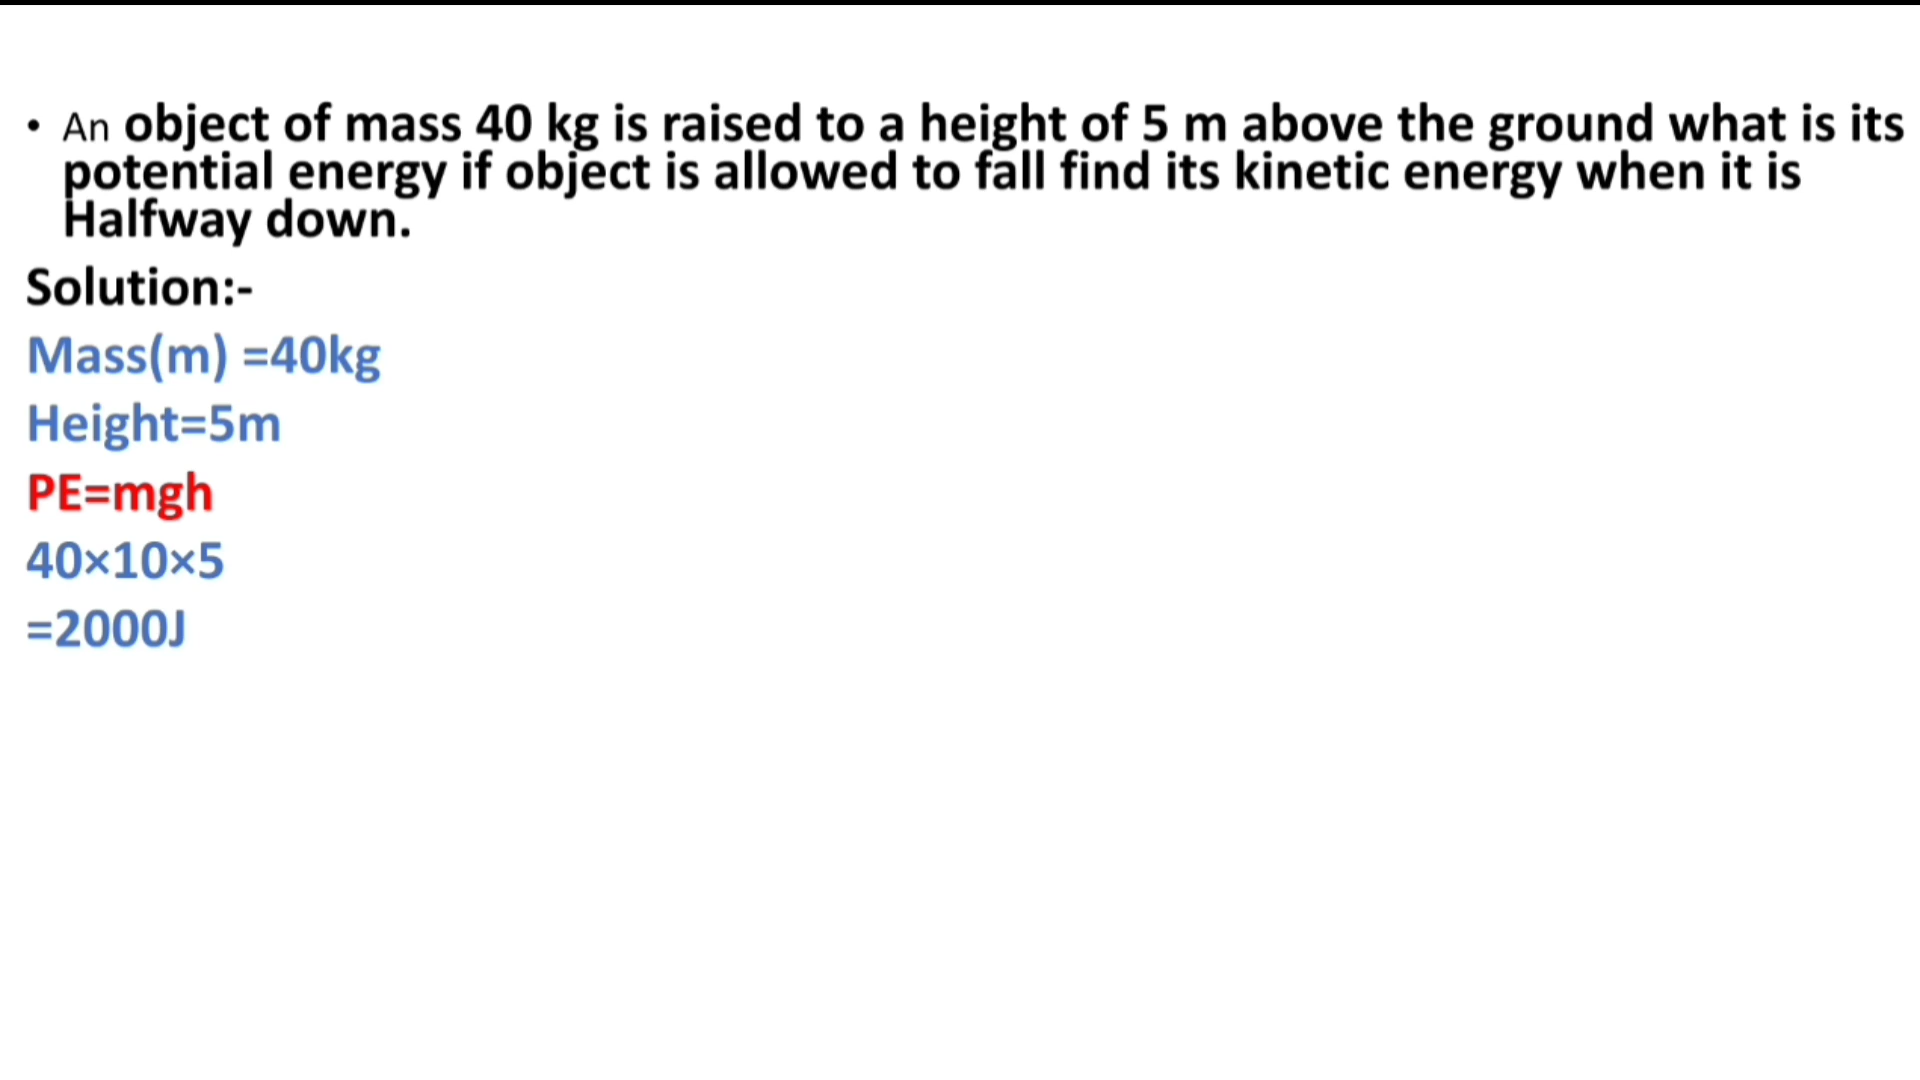 • An object of mass 40 kg is raised to a height of 5 m above the ground what is its
potential energy if object is allowed to fall find its kinetic energy when it is
Halfway down.
Solution:-
Mass(m) =40kg
Height=5m
PE=mgh
40×10×5
=2000J